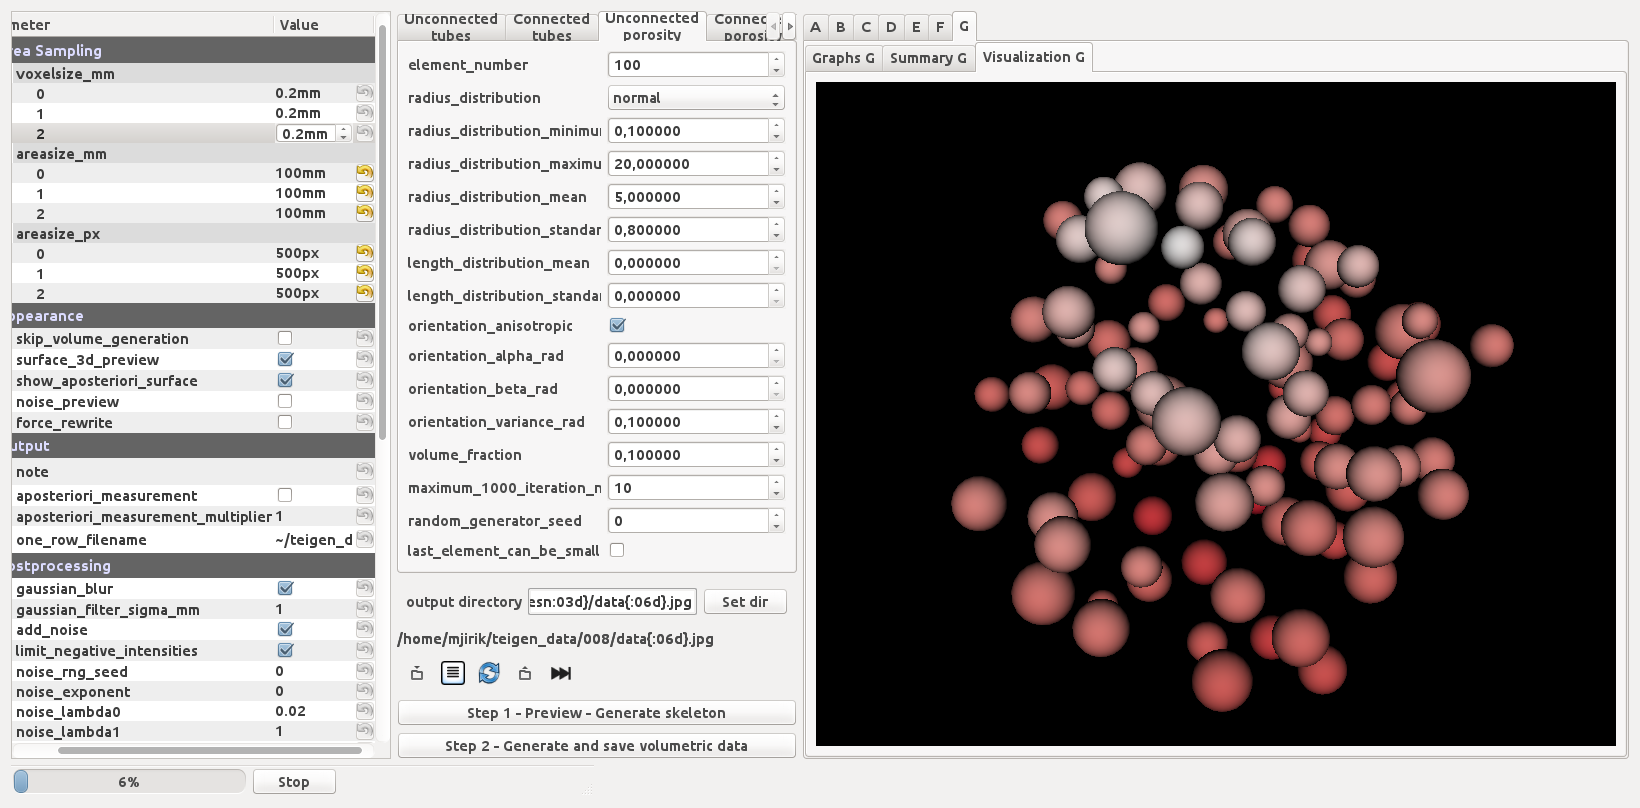 meter Value
rea Sampling
voxelsize_mm
0 0.2mm
1 0.2mm
2 0.2mm
areasize_mm
0 100mm
1 100mm
2 100mm
areasize_px
0 500px
1 500px
2 500px
ppearance
skip_volume_generation
surface_3d_preview
show_aposteriori_surface
noise_preview
force_rewrite
utput
note
aposteriori_measurement
aposteriori_measurement_multiplier 1
one_row_filename ~/teigen_d
ostprocessing
gaussian_blur
gaussian_filter_sigma_mm 1
add_noise
limit_negative_intensities
noise_rng_seed 0
noise_exponent 0
noise_lambda0 0.02
noise_lambda1 1
6% Stop
Unconnected tubes
Connected tubes
Unconnected porosity
Connec porosi
element_number 100
radius_distribution normal
radius_distribution_minimu 0,100000
radius_distribution_maximu 20,000000
radius_distribution_mean 5,000000
radius_distribution_standar 0,800000
length_distribution_mean 0,000000
length_distribution_standa 0,000000
orientation_anisotropic
orientation_alpha_rad 0,000000
orientation_beta_rad 0,000000
orientation_variance_rad 0,100000
volume_fraction 0,100000
maximum_1000_iteration_n 10
random_generator_seed 0
last_element_can_be_small
output directory esn:03d}/data{:06d}.jpg Set dir
/home/mjirik/teigen_data/008/data{:06d}.jpg
Step 1 - Preview - Generate skeleton
Step 2 - Generate and save volumetric data
A B C D E F G
Graphs G Summary G Visualization G